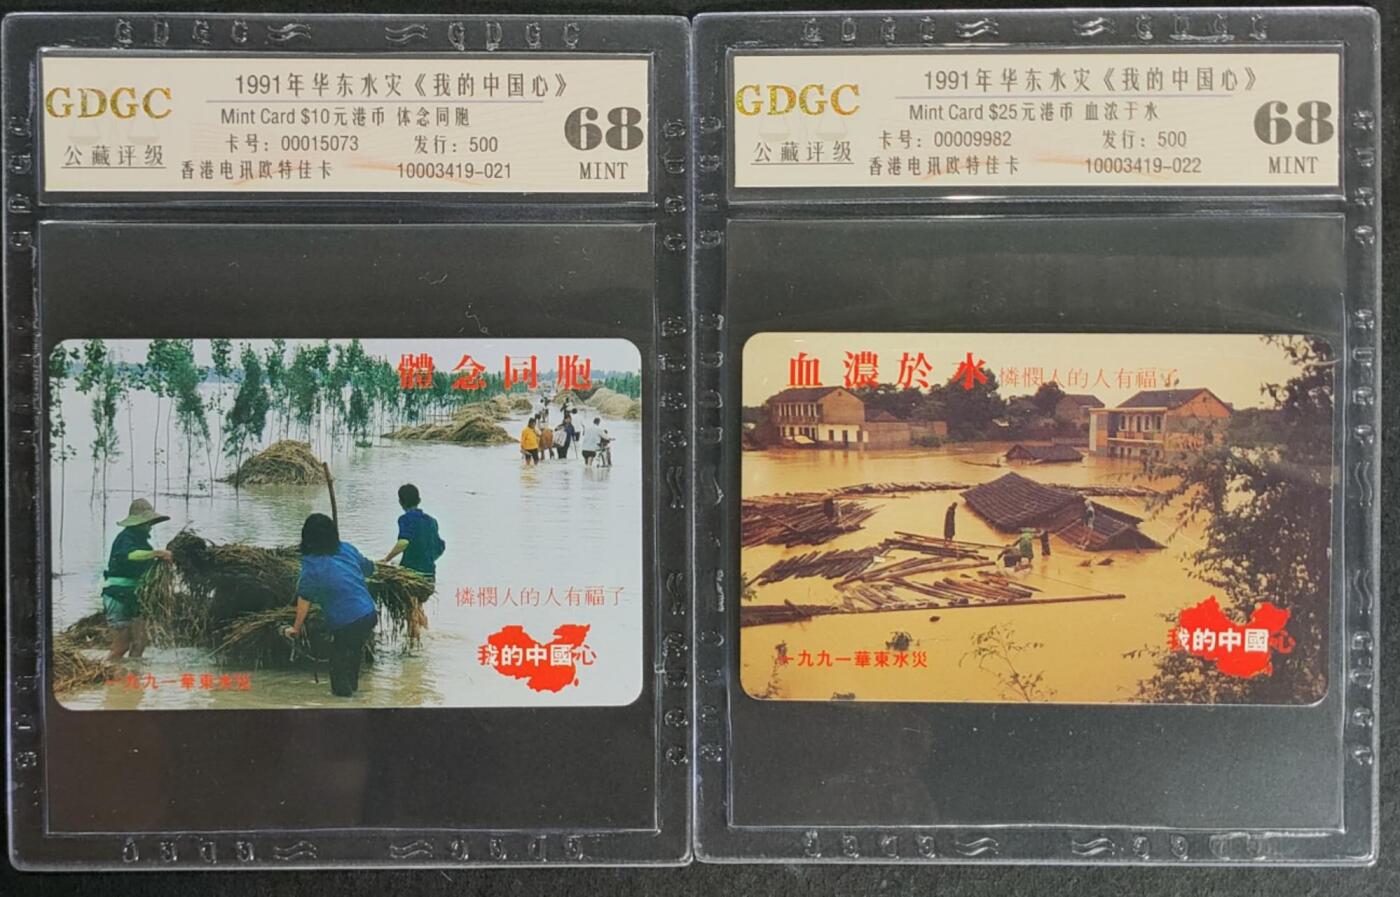 GDGC
公藏评级
1991年华东水灾《我的中国心》
Mint Card $10元港币 体念同胞
卡号：00015073 发行：500
香港电讯欧特佳卡 10003419-021
68
MINT
體念同胞
憐憫人的人有福了
我的中國心
一九九一華東水災
GDGC
公藏评级
1991年华东水灾《我的中国心》
Mint Card $25元港币 血浓于水
卡号：00009982 发行：500
香港电讯欧特佳卡 10003419-022
68
MINT
血濃於水 憐憫人的人有福了
我的中國心
一九九一華東水災
GDGC
GDGC
GDGC
GDGC